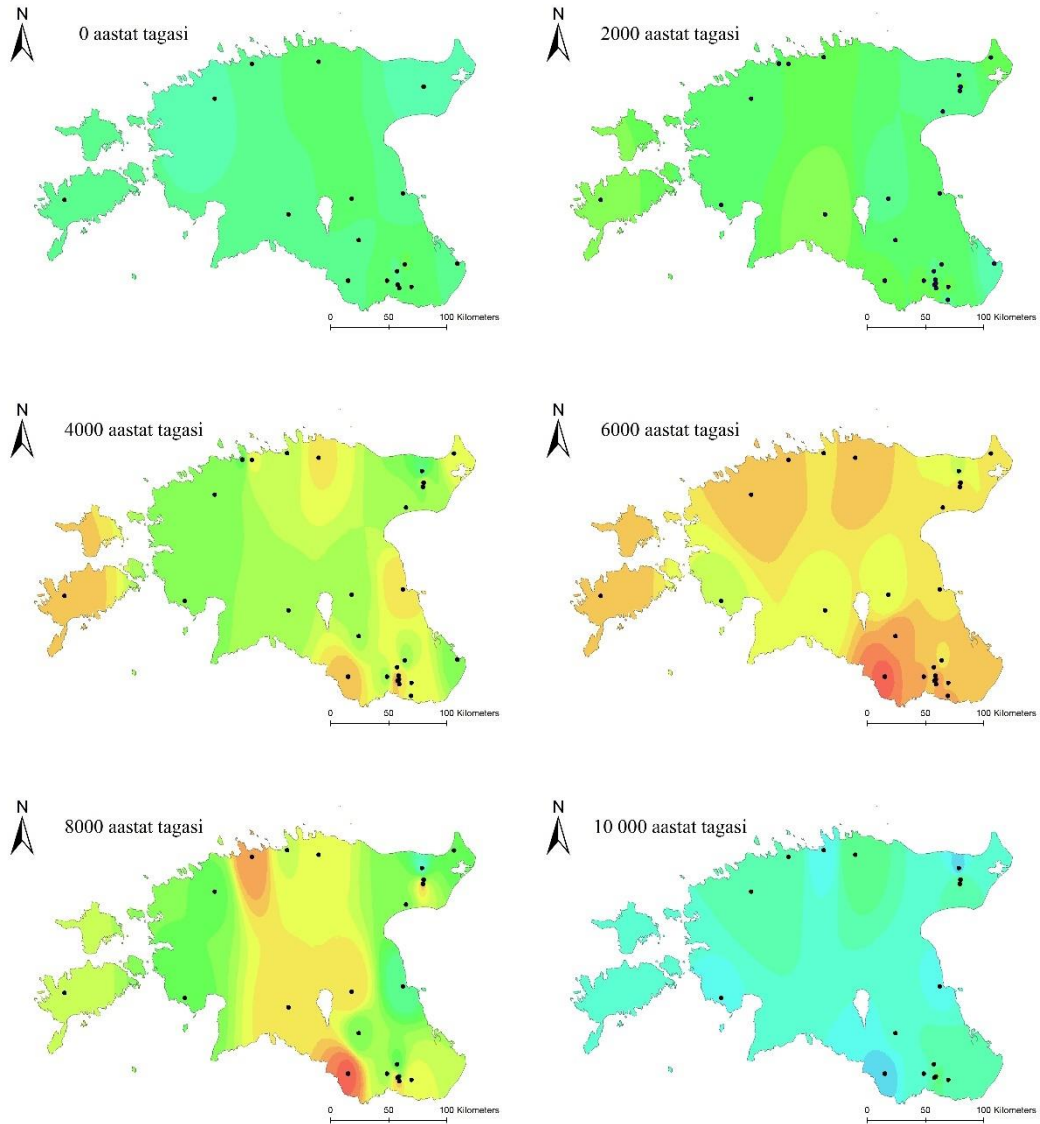 N
0 aastat tagasi
0 50 100 Kilometers
N
2000 aastat tagasi
0 50 100 Kilometers
N
4000 aastat tagasi
0 50 100 Kilometers
N
6000 aastat tagasi
0 50 100 Kilometers
N
8000 aastat tagasi
0 50 100 Kilometers
N
10 000 aastat tagasi
0 50 100 Kilometers